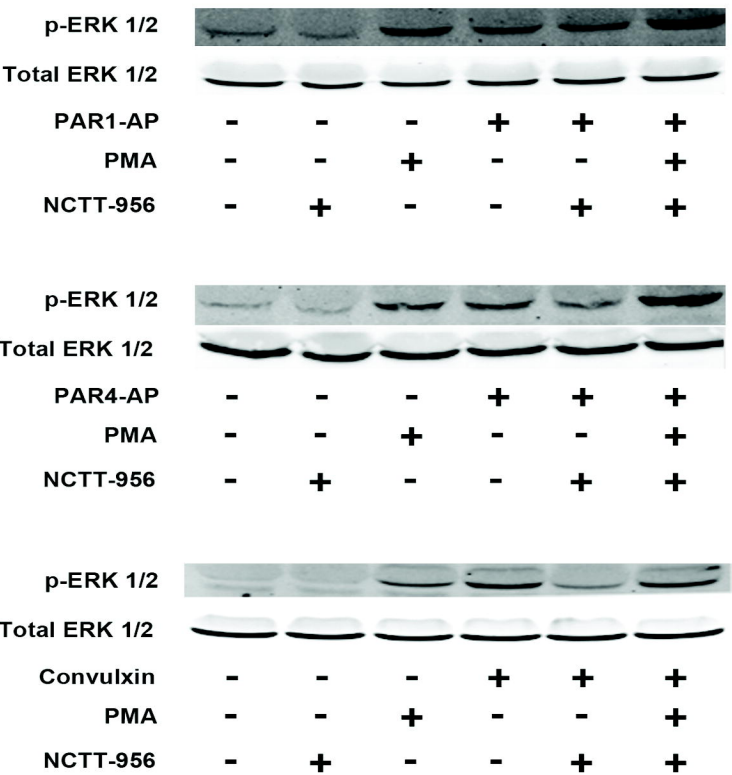 p-ERK 1/2
Total ERK 1/2
PAR1-AP - - - + + +
PMA - - + - - +
NCTT-956 - + - - + +
p-ERK 1/2
Total ERK 1/2
PAR4-AP - - - + + +
PMA - - + - - +
NCTT-956 - + - - + +
p-ERK 1/2
Total ERK 1/2
Convulxin - - - + + +
PMA - - + - - +
NCTT-956 - + - - + +